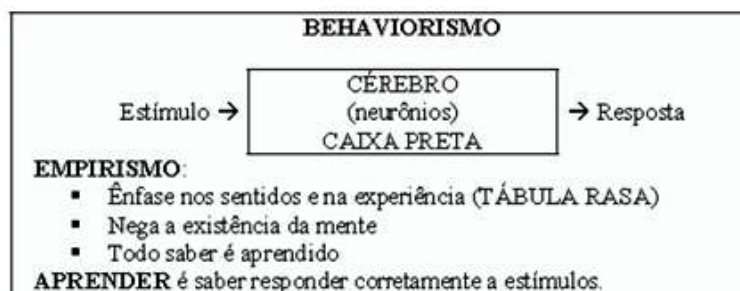 BEHAVIORISMO
CÉREBRO
Estímulo → (neurônios) → Resposta
CAIXA PRETA
EMPIRISMO:
▪ Ênfase nos sentidos e na experiência (TÁBULA RASA)
▪ Nega a existência da mente
▪ Todo saber é aprendido
APRENDER é saber responder corretamente a estímulos.